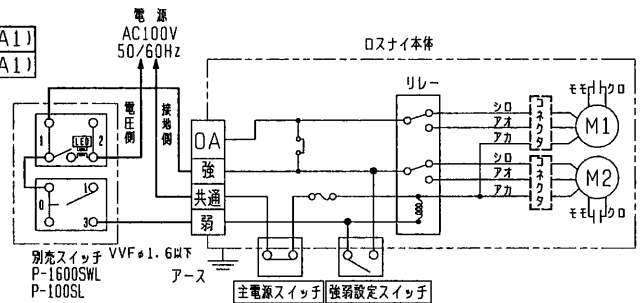 A1)
A1)
電源
AC100V
50/60Hz
ロスナイ本体
電圧側
接地側
1
LED
2
0
1
3
OA
強
共通
弱
リレー
シロ
アオ
アカ
コネクタ
モモ
クロ
M1
シロ
アオ
アカ
コネクタ
M2
モモ
クロ
別売スイッチ
P-1600SWL
P-100SL
VVFφ1.6以下
アース
主電源スイッチ
強弱設定スイッチ